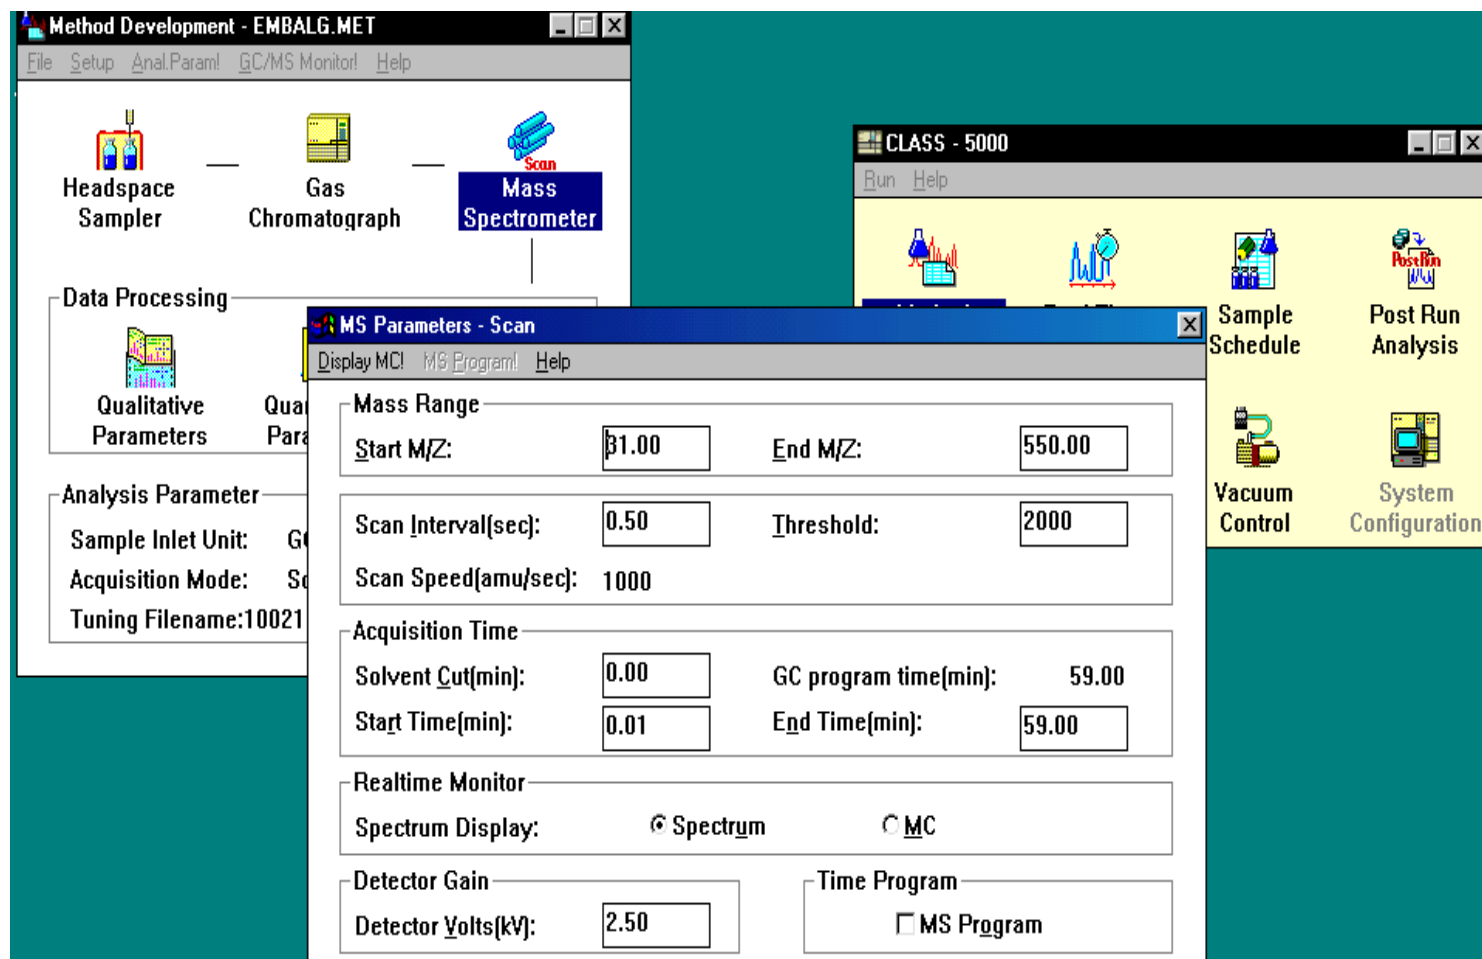 Method Development - EMBALG.MET
File Setup Anal.Param! GC/MS Monitor! Help
Headspace Sampler
Gas Chromatograph
Scan
Mass Spectrometer
Data Processing
Qualitative Parameters
Analysis Parameter
Sample Inlet Unit:
Acquisition Mode:
Tuning Filename:10021
CLASS - 5000
Run Help
Sample Schedule
PostRun
Post Run Analysis
Vacuum Control
System Configuration
MS Parameters - Scan
Display MC! MS Program! Help
Mass Range
Start M/Z: 31.00 End M/Z: 550.00
Scan Interval(sec): 0.50 Threshold: 2000
Scan Speed(amu/sec): 1000
Acquisition Time
Solvent Cut(min): 0.00 GC program time(min): 59.00
Start Time(min): 0.01 End Time(min): 59.00
Realtime Monitor
Spectrum Display: Spectrum MC
Detector Gain
Detector Volts(kV): 2.50
Time Program
MS Program